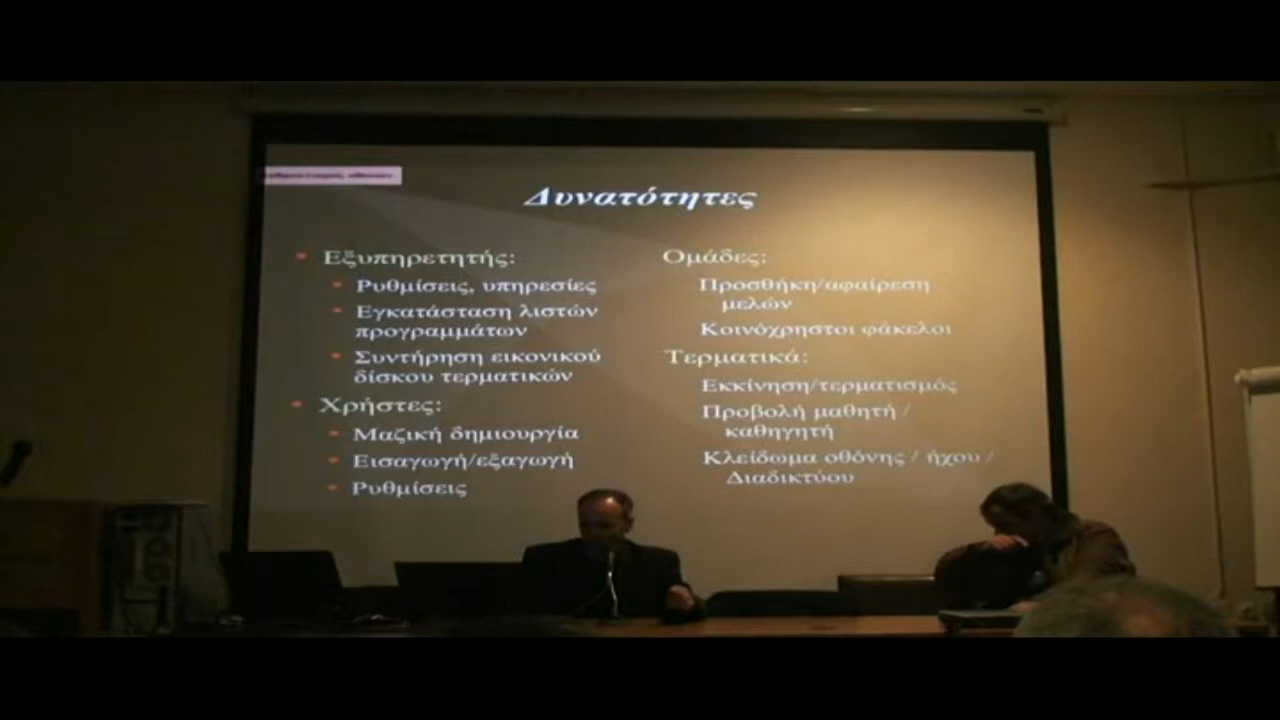 Δυνατότητες
Εξυπηρετητής:
Ρυθμίσεις, υπηρεσίες
Εγκατάσταση λιστών
προγραμμάτων
Συντήρηση εικονικού
δίσκου τερματικών
Χρήστες:
Μαζική δημιουργία
Εισαγωγή/εξαγωγή
Ρυθμίσεις
Ομάδες:
Προσθήκη/αφαίρεση
μελών
Κοινόχρηστοι φάκελοι
Τερματικά:
Εκκίνηση/τερματισμός
Προβολή μαθητή /
καθηγητή
Κλείδωμα οθόνης / ήχου /
Διαδικτύου